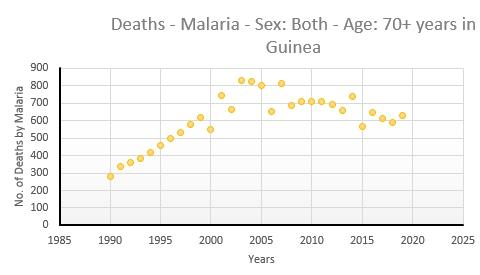 Deaths - Malaria - Sex: Both - Age: 70+ years in
Guinea
900
800
700
600
500
400
300
200
100
0
No. of Deaths by Malaria
1985 1990 1995 2000 2005 2010 2015 2020 2025
Years